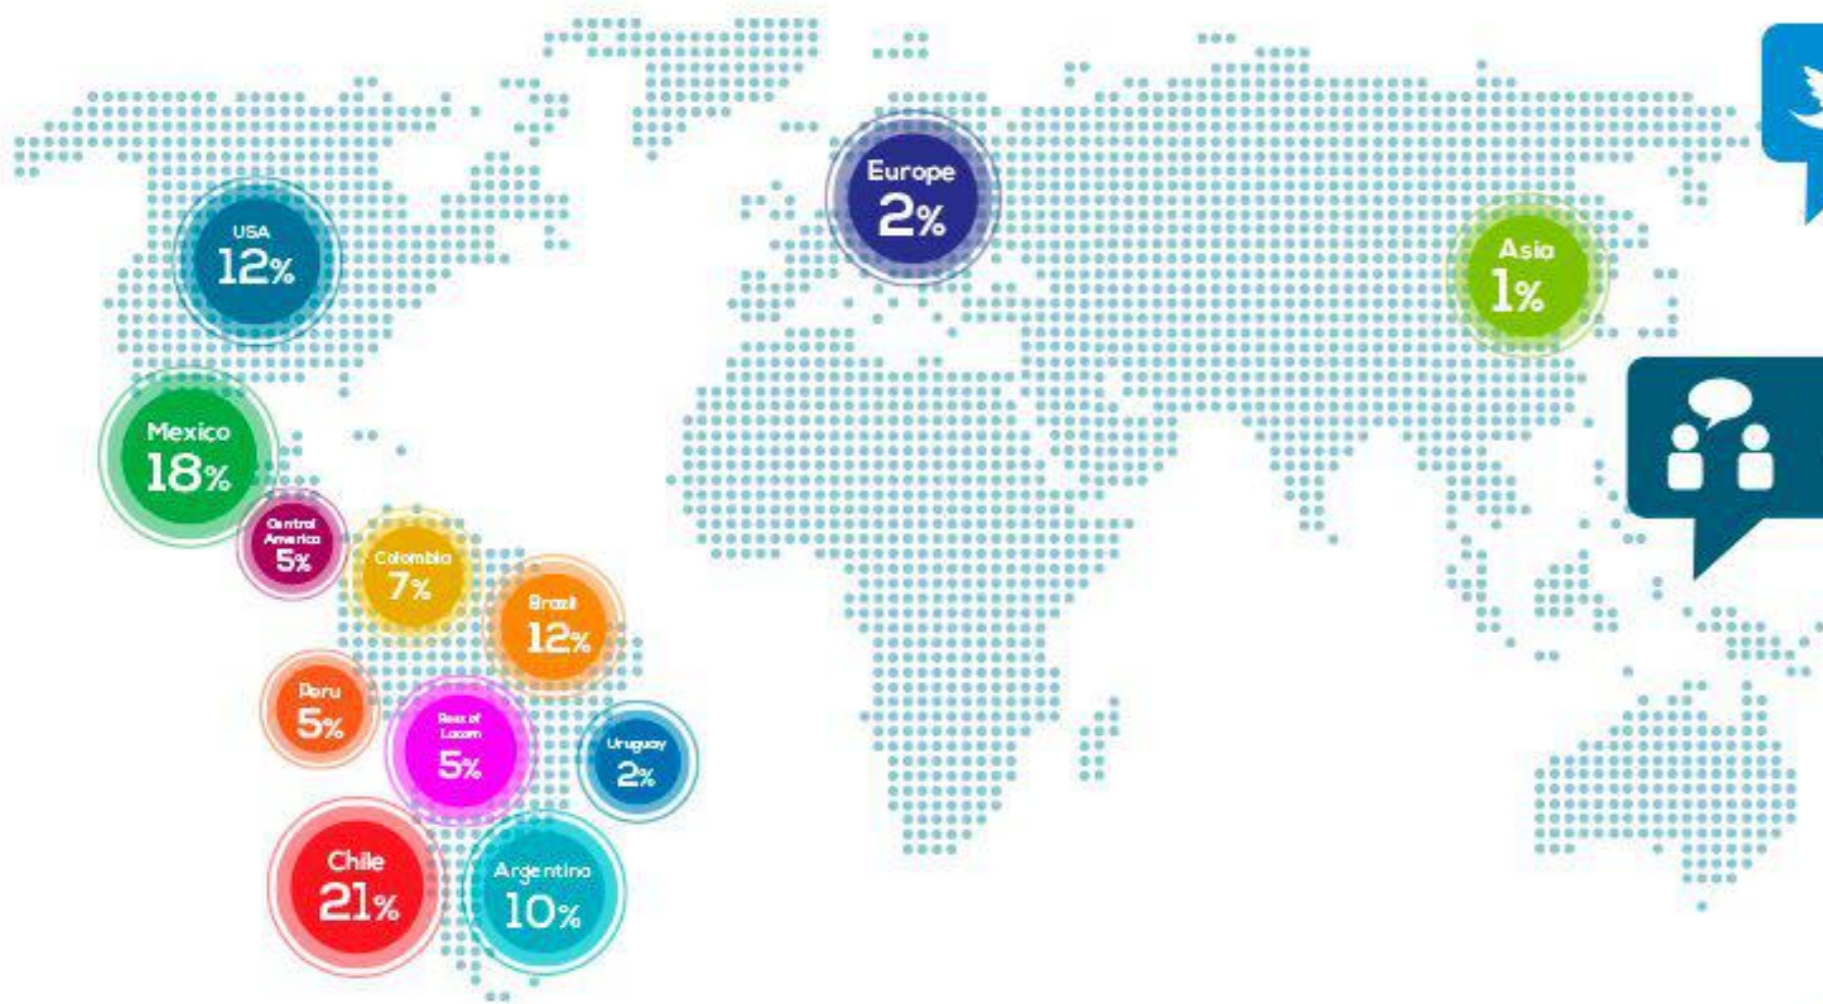 Europe
2%
USA
12%
Asia
1%
Mexico
18%
Central
America
5%
Colombia
7%
Brazil
12%
Peru
5%
Rest of
Latam
5%
Uruguay
2%
Chile
21%
Argentina
10%